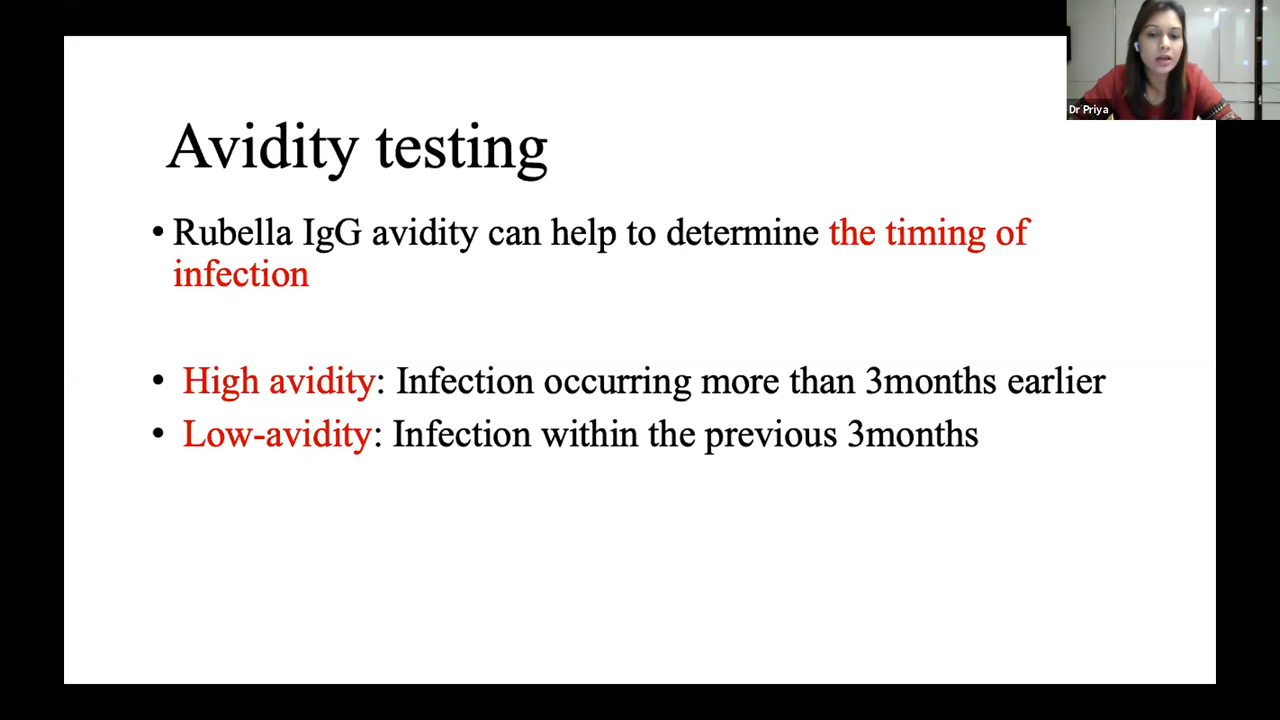 Dr Priya
Avidity testing
• Rubella IgG avidity can help to determine the timing of
infection
• High avidity: Infection occurring more than 3months earlier
• Low-avidity: Infection within the previous 3months